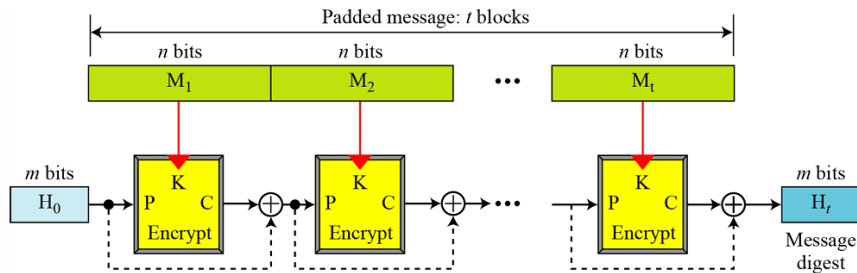 Padded message: t blocks
n bits n bits n bits
M₁ M₂ ••• Mₜ
m bits m bits
H₀ K K K Hₜ
P C P C ••• P C
Encrypt Encrypt Encrypt
Message
digest